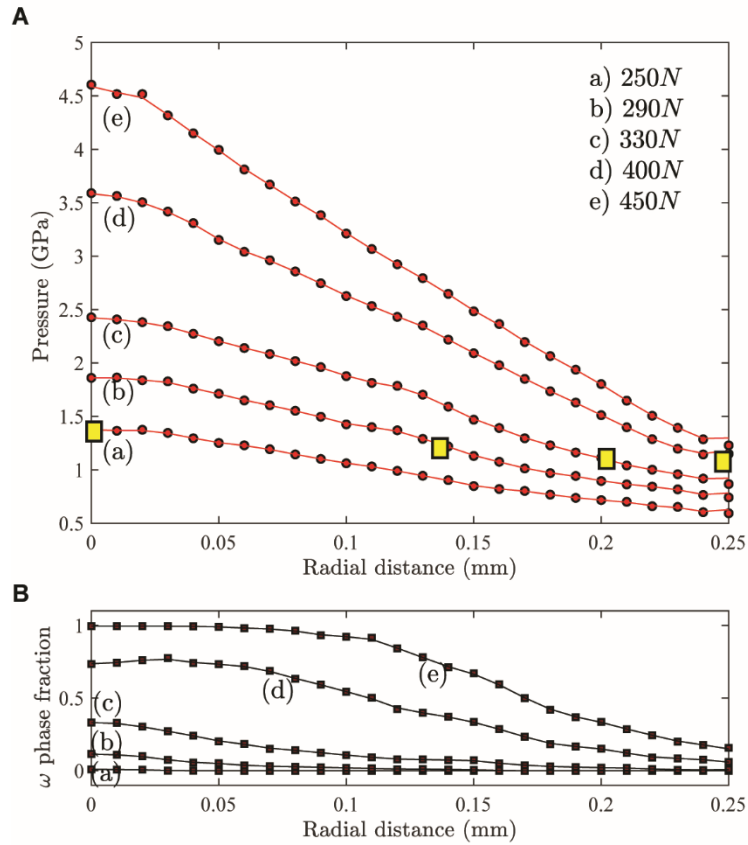 A
5
4.5
4
3.5
3
2.5
2
1.5
1
0.5
Pressure (GPa)
(e)
(d)
(c)
(b)
(a)
a) 250N
b) 290N
c) 330N
d) 400N
e) 450N
0 0.05 0.1 0.15 0.2 0.25
Radial distance (mm)
B
1
0.5
0
ω phase fraction
(c)
(b)
(a)
(d)
(e)
0 0.05 0.1 0.15 0.2 0.25
Radial distance (mm)